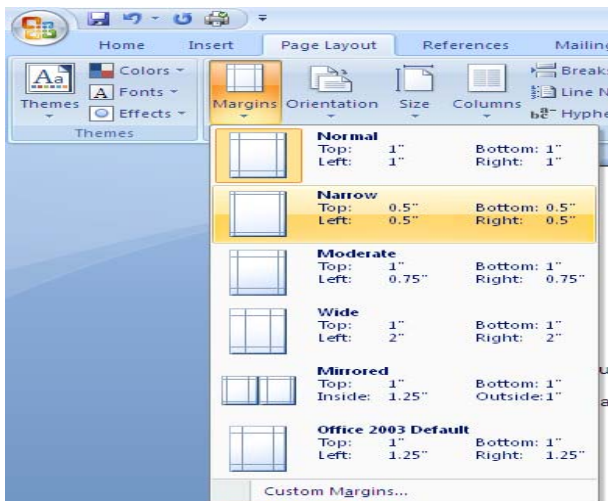 Home Insert Page Layout References Mailing
Colors
Fonts
Effects
Themes
Themes
Margins Orientation Size Columns
Breaks
Line N
Hyphe
Normal
Top: 1" Bottom: 1"
Left: 1" Right: 1"
Narrow
Top: 0.5" Bottom: 0.5"
Left: 0.5" Right: 0.5"
Moderate
Top: 1" Bottom: 1"
Left: 0.75" Right: 0.75"
Wide
Top: 1" Bottom: 1"
Left: 2" Right: 2"
Mirrored
Top: 1" Bottom: 1"
Inside: 1.25" Outside: 1"
Office 2003 Default
Top: 1" Bottom: 1"
Left: 1.25" Right: 1.25"
Custom Margins...